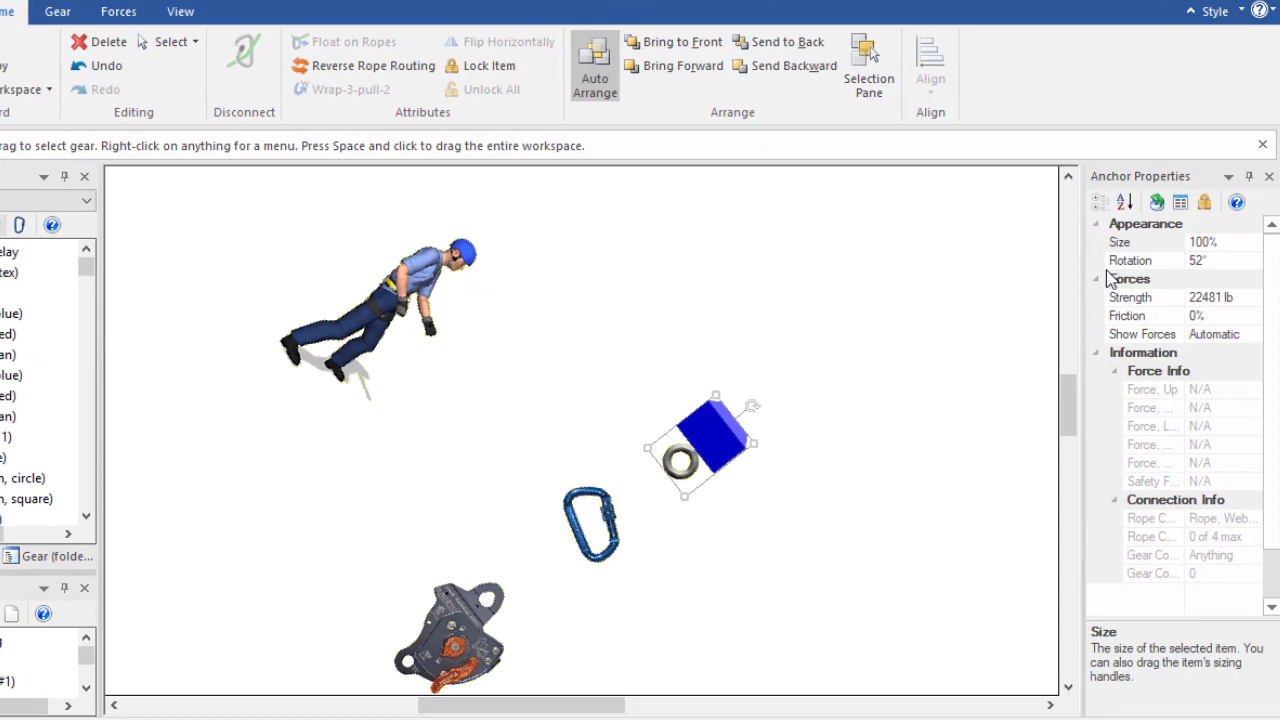 me Gear Forces View Style
Delete Select
Undo
Redo
Editing
Disconnect
Float on Ropes Flip Horizontally
Reverse Rope Routing Lock Item
Wrap-3-pull-2 Unlock All
Attributes
Auto
Arrange
Bring to Front Send to Back
Bring Forward Send Backward
Selection
Pane
Arrange
Align
Align
y
rkspace
rd
rag to select gear. Right-click on anything for a menu. Press Space and click to drag the entire workspace.
elay
tex)
lue)
ed)
an)
lue)
ed)
an)
1)
e)
n, circle)
n, square)
)
Gear (folde...
g
#1)
Anchor Properties
Appearance
Size 100%
Rotation 52°
Forces
Strength 22481 lb
Friction 0%
Show Forces Automatic
Information
Force Info
Force, Up N/A
Force, ... N/A
Force, L... N/A
Force, ... N/A
Force, ... N/A
Safety F... N/A
Connection Info
Rope C... Rope, Web...
Rope C... 0 of 4 max
Gear Co... Anything
Gear Co... 0
Size
The size of the selected item. You
can also drag the item's sizing
handles.